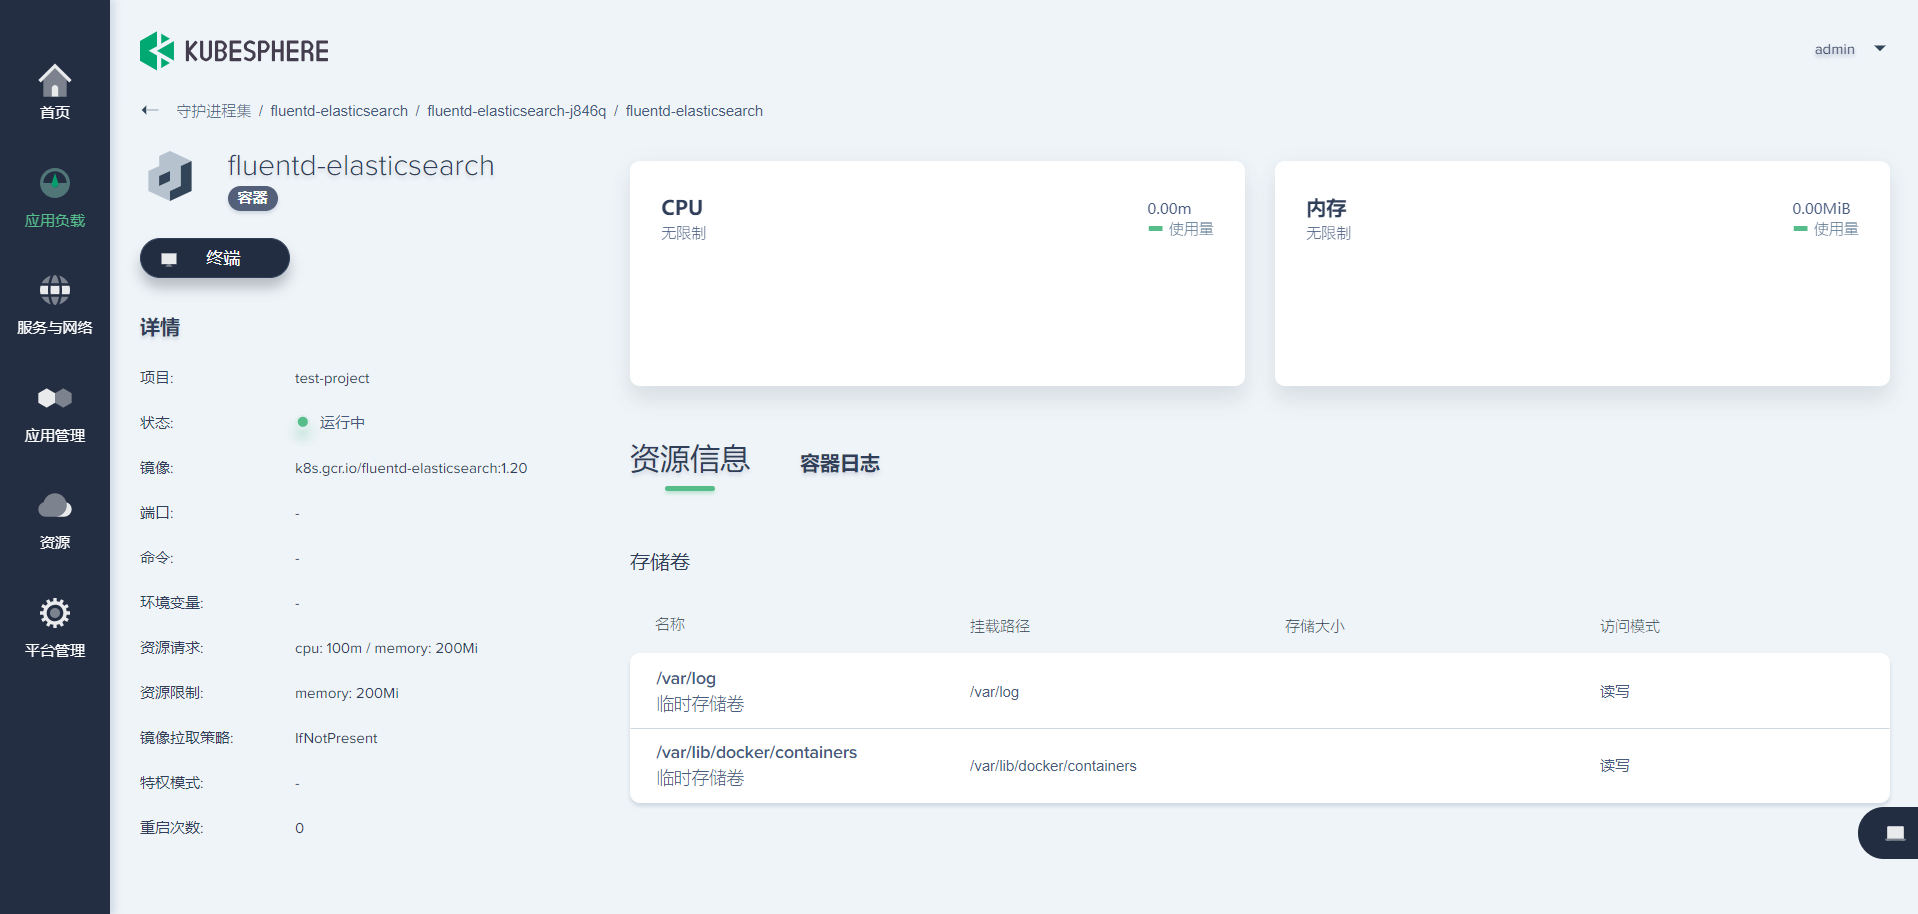 首页
应用负载
服务与网络
应用管理
资源
平台管理
KUBESPHERE
admin
守护进程集 / fluentd-elasticsearch / fluentd-elasticsearch-j846q / fluentd-elasticsearch
fluentd-elasticsearch
容器
终端
详情
项目: test-project
状态: 运行中
镜像: k8s.gcr.io/fluentd-elasticsearch:1.20
端口: -
命令: -
环境变量: -
资源请求: cpu: 100m / memory: 200Mi
资源限制: memory: 200Mi
镜像拉取策略: IfNotPresent
特权模式: -
重启次数: 0
CPU 0.00m
无限制 使用量
内存 0.00MiB
无限制 使用量
资源信息 容器日志
存储卷
名称 挂载路径 存储大小 访问模式
/var/log
临时存储卷
/var/log 读写
/var/lib/docker/containers
临时存储卷
/var/lib/docker/containers 读写